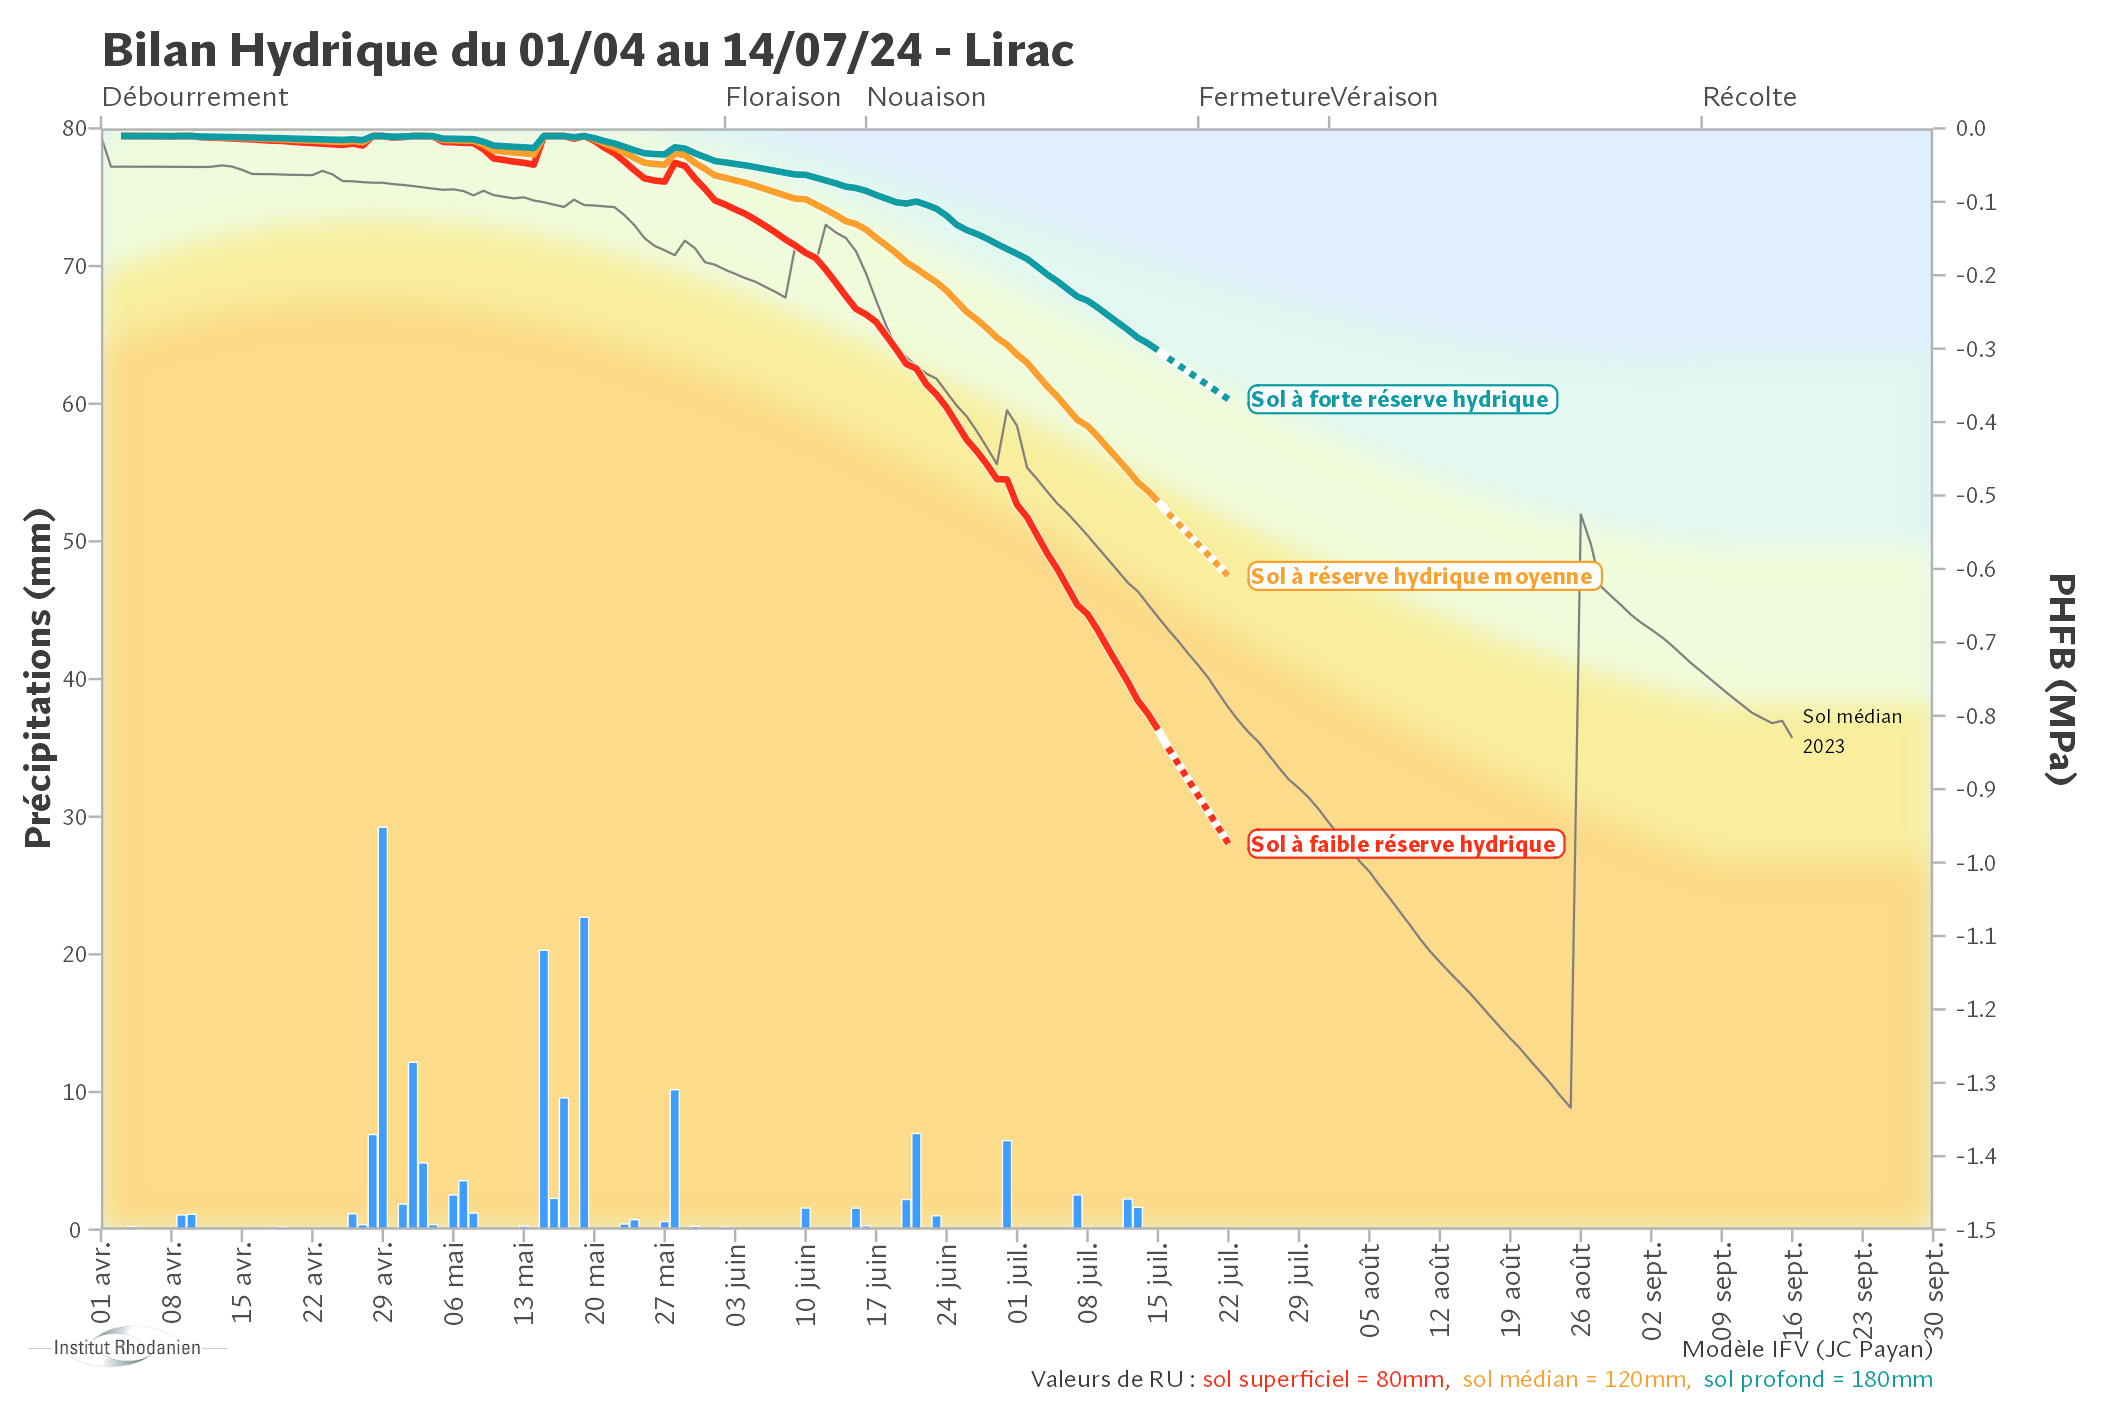 Bilan Hydrique du 01/04 au 14/07/24 - Lirac
Débourrement Floraison Nouaison Fermeture Véraison Récolte
Précipitations (mm)
80
70
60
50
40
30
20
10
0
0.0
-0.1
-0.2
-0.3
-0.4
-0.5
-0.6
-0.7
-0.8
-0.9
-1.0
-1.1
-1.2
-1.3
-1.4
-1.5
PHFB (MPa)
Sol à forte réserve hydrique
Sol à réserve hydrique moyenne
Sol à faible réserve hydrique
Sol médian
2023
01 avr.
08 avr.
15 avr.
22 avr.
29 avr.
06 mai
13 mai
20 mai
27 mai
03 juin
10 juin
17 juin
24 juin
01 juil.
08 juil.
15 juil.
22 juil.
29 juil.
05 août
12 août
19 août
26 août
02 sept.
09 sept.
16 sept.
23 sept.
30 sept.
Institut Rhodanien
Modèle IFV (JC Payan)
Valeurs de RU : sol superficiel = 80mm, sol médian = 120mm, sol profond = 180mm